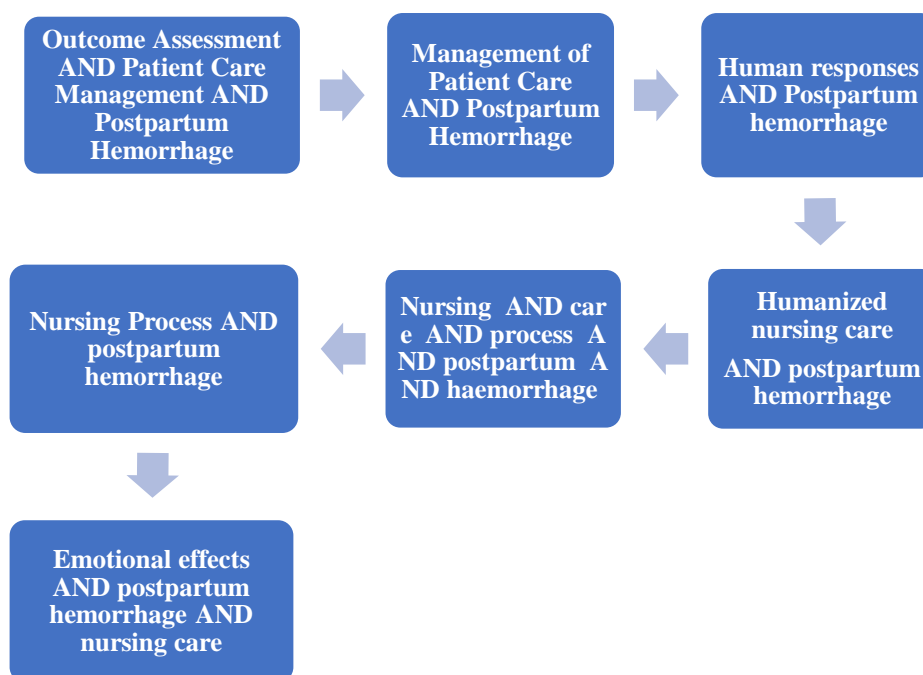 Outcome Assessment
AND Patient Care
Management AND
Postpartum
Hemorrhage
Management of
Patient Care
AND Postpartum
Hemorrhage
Human responses
AND Postpartum
hemorrhage
Humanized
nursing care
AND postpartum
hemorrhage
Nursing AND car
e AND process A
ND postpartum A
ND haemorrhage
Nursing Process AND
postpartum
hemorrhage
Emotional effects
AND postpartum
hemorrhage AND
nursing care